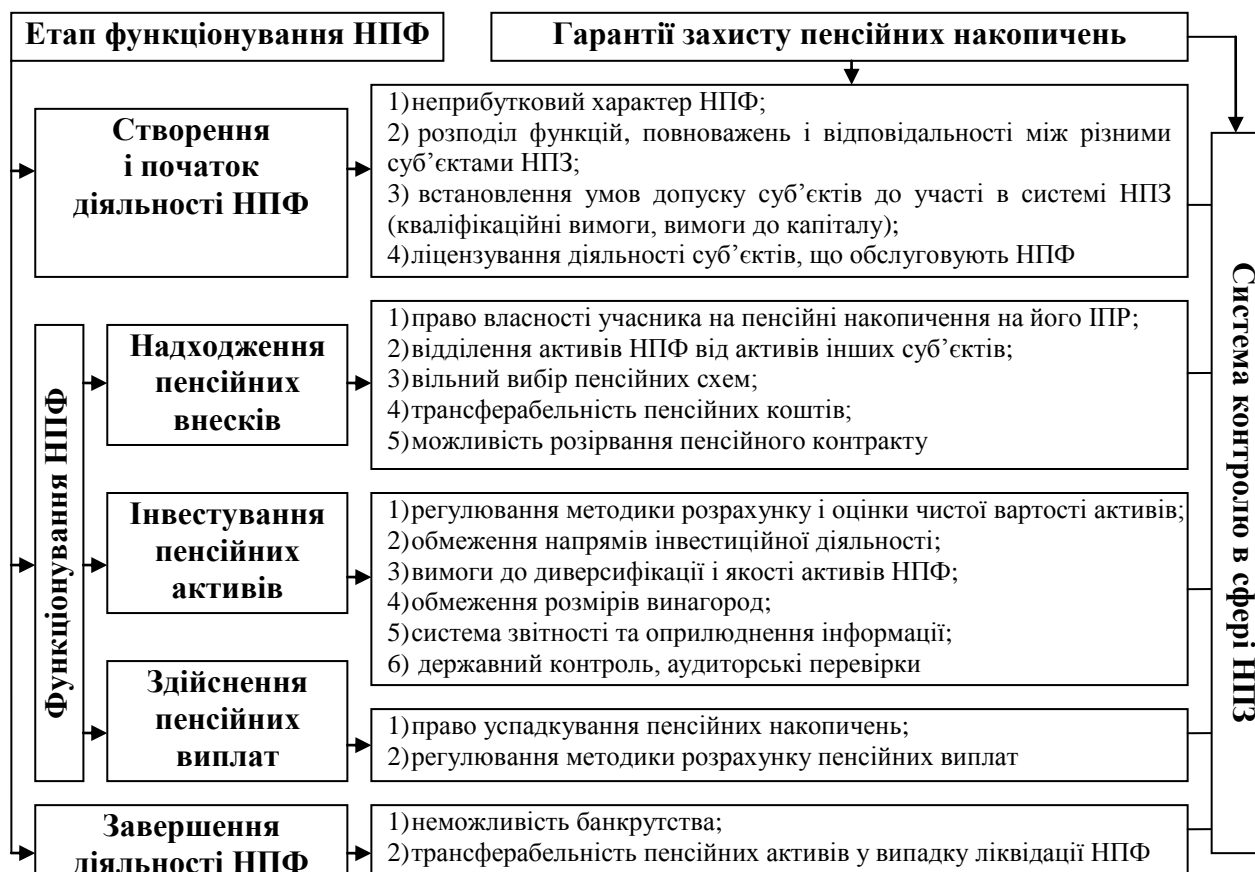 Етап функціонування НПФ
Гарантії захисту пенсійних накопичень
Створення
і початок
діяльності НПФ
1) неприбутковий характер НПФ;
2) розподіл функцій, повноважень і відповідальності між різними
суб’єктами НПЗ;
3) встановлення умов допуску суб’єктів до участі в системі НПЗ
(кваліфікаційні вимоги, вимоги до капіталу);
4) ліцензування діяльності суб’єктів, що обслуговують НПФ
Функціонування НПФ
Надходження
пенсійних
внесків
1) право власності учасника на пенсійні накопичення на його ІПР;
2) відділення активів НПФ від активів інших суб’єктів;
3) вільний вибір пенсійних схем;
4) трансферабельність пенсійних коштів;
5) можливість розірвання пенсійного контракту
Інвестування
пенсійних
активів
1) регулювання методики розрахунку і оцінки чистої вартості активів;
2) обмеження напрямів інвестиційної діяльності;
3) вимоги до диверсифікації і якості активів НПФ;
4) обмеження розмірів винагород;
5) система звітності та оприлюднення інформації;
6) державний контроль, аудиторські перевірки
Здійснення
пенсійних
виплат
1) право успадкування пенсійних накопичень;
2) регулювання методики розрахунку пенсійних виплат
Завершення
діяльності НПФ
1) неможливість банкрутства;
2) трансферабельність пенсійних активів у випадку ліквідації НПФ
Система контролю в сфері НПЗ